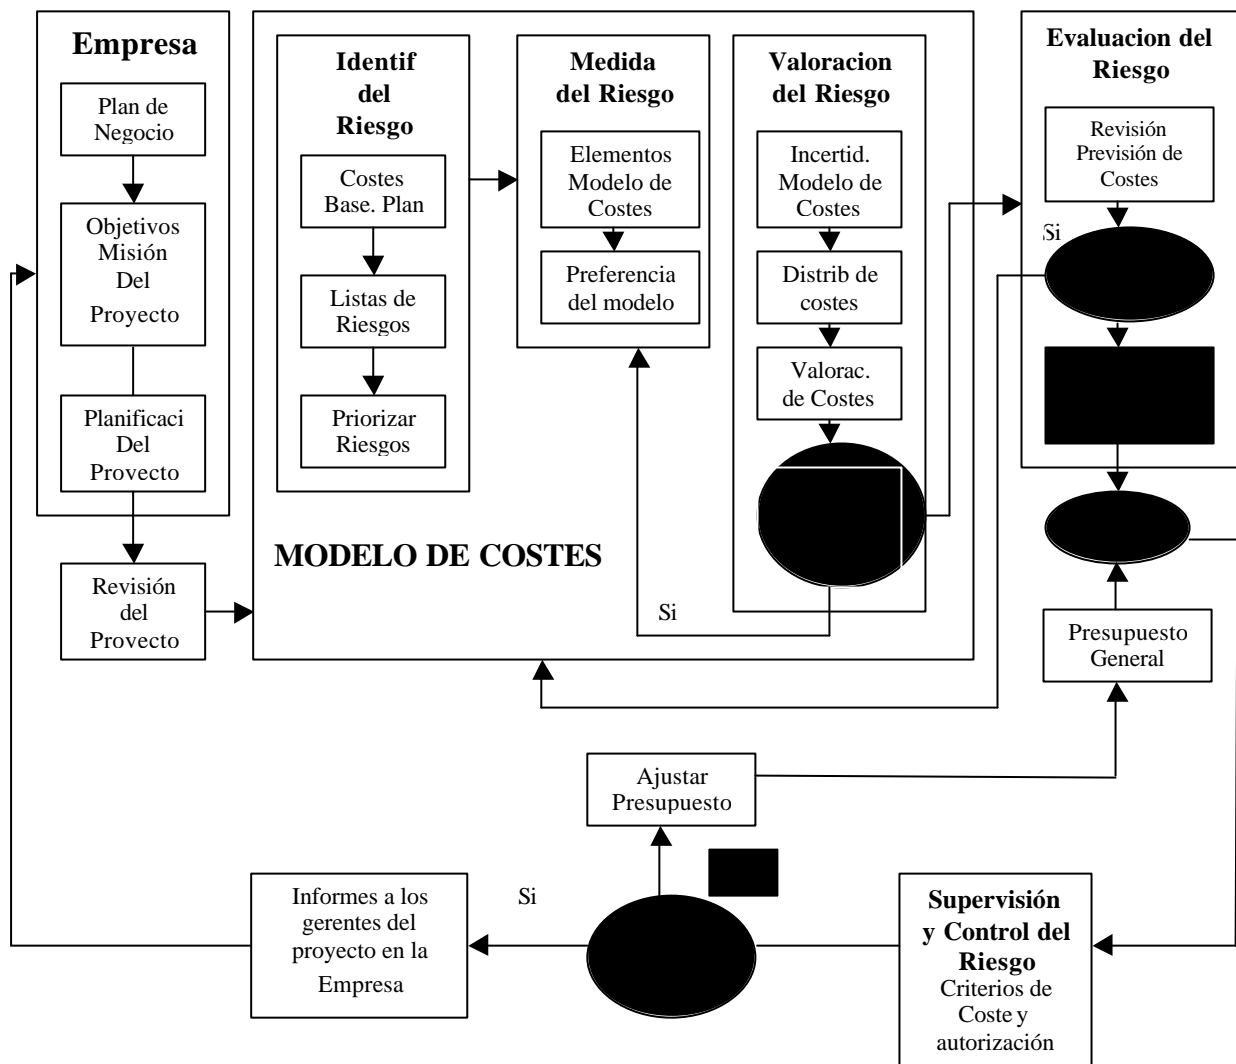 Empresa
Plan de
Negocio
Objetivos
Misión
Del
Proyecto
Planificaci
Del
Provecto
Revisión
del
Provecto
Identif
del
Riesgo
Costes
Base. Plan
Listas de
Riesgos
Priorizar
Riesgos
MODELO DE COSTES
Medida
del Riesgo
Elementos
Modelo de
Costes
Preferencia
del modelo
Valoracion
del Riesgo
Incertid.
Modelo de
Costes
Distrib de
costes
Valorac.
de Costes
Si
Evaluacion del
Riesgo
Revisión
Previsión de
Costes
Si
Presupuesto
General
Ajustar
Presupuesto
Si
Informes a los
gerentes del
proyecto en la
Empresa
Supervisión
y Control del
Riesgo
Criterios de
Coste y
autorización